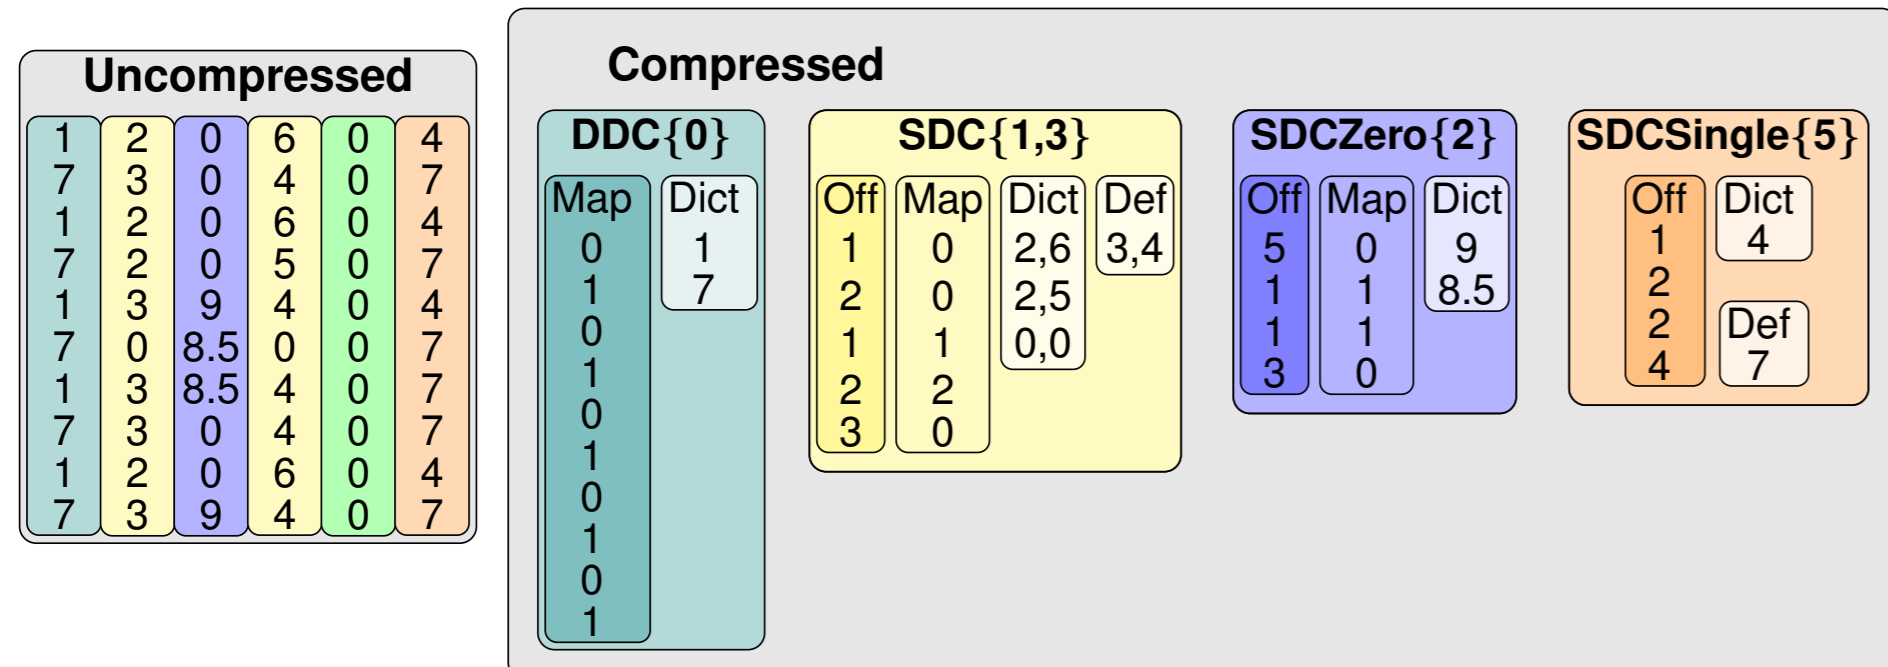 Uncompressed
1 2 0 6 0 4
7 3 0 4 0 7
1 2 0 6 0 4
7 2 0 5 0 7
1 3 9 4 0 4
7 0 8.5 0 0 7
1 3 8.5 4 0 7
7 3 0 4 0 7
1 2 0 6 0 4
7 3 9 4 0 7
Compressed
DDC{0}
Map Dict
0 1
1 7
0
1
0
1
0
1
0
1
SDC{1,3}
Off Map Dict Def
1 0 2,6 3,4
2 0 2,5
1 1 0,0
2 2
3 0
SDCZero{2}
Off Map Dict
5 0 9
1 1 8.5
1 1
3 0
SDCSingle{5}
Off Dict
1 4
2
2 Def
4 7